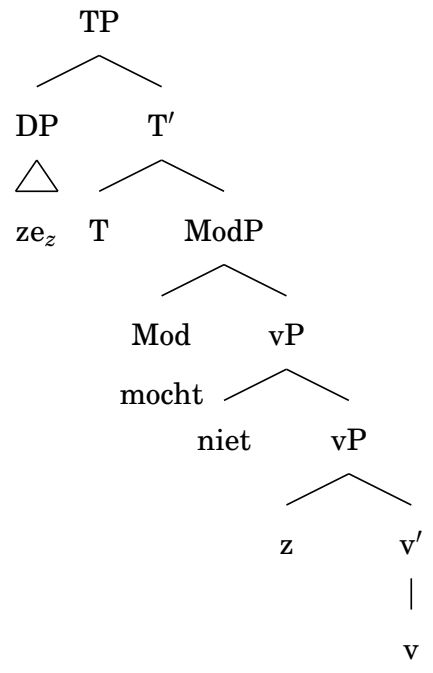 TP
DP T′
ze_z T ModP
Mod vP
mocht
niet vP
z v′
v